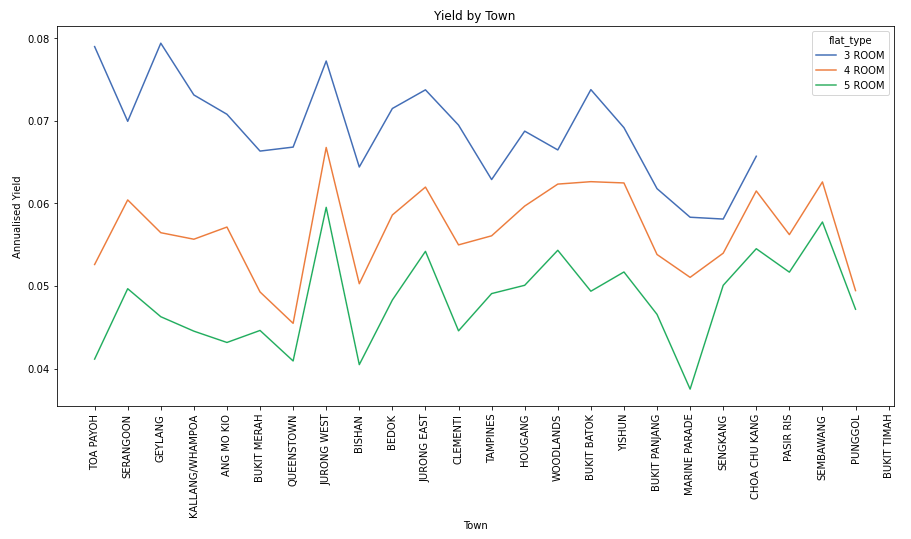 Yield by Town
flat_type
3 ROOM
4 ROOM
5 ROOM
Annualised Yield
0.08
0.07
0.06
0.05
0.04
TOA PAYOH
SERANGOON
GEYLANG
KALLANG/WHAMPOA
ANG MO KIO
BUKIT MERAH
QUEENSTOWN
JURONG WEST
BISHAN
BEDOK
JURONG EAST
CLEMENTI
TAMPINES
HOUGANG
WOODLANDS
BUKIT BATOK
YISHUN
BUKIT PANJANG
MARINE PARADE
SENGKANG
CHOA CHU KANG
PASIR RIS
SEMBAWANG
PUNGGOL
BUKIT TIMAH
Town